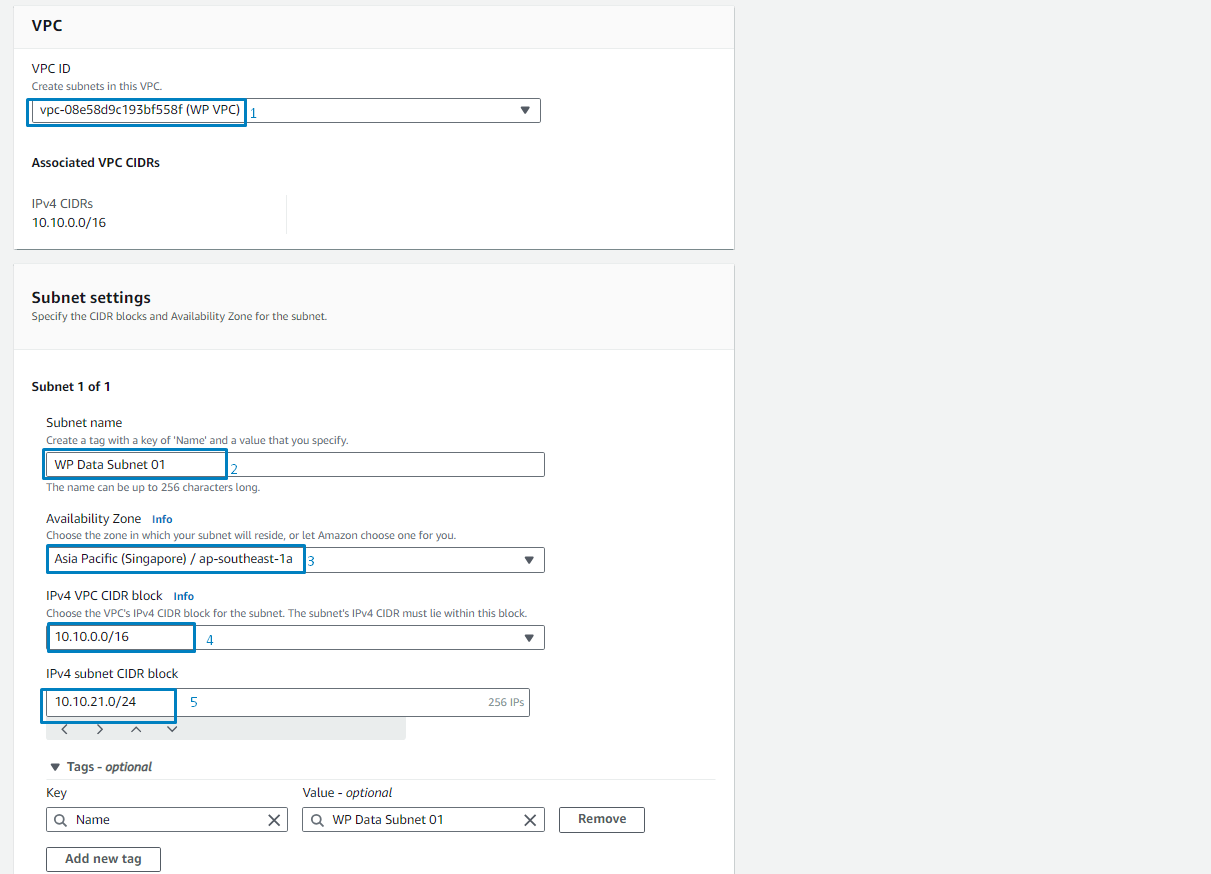 VPC
VPC ID
Create subnets in this VPC.
vpc-08e58d9c193bf558f (WP VPC) 1
Associated VPC CIDRs
IPv4 CIDRs
10.10.0.0/16
Subnet settings
Specify the CIDR blocks and Availability Zone for the subnet.
Subnet 1 of 1
Subnet name
Create a tag with a key of 'Name' and a value that you specify.
WP Data Subnet 01 2
The name can be up to 256 characters long.
Availability Zone Info
Choose the zone in which your subnet will reside, or let Amazon choose one for you.
Asia Pacific (Singapore) / ap-southeast-1a 3
IPv4 VPC CIDR block Info
Choose the VPC's IPv4 CIDR block for the subnet. The subnet's IPv4 CIDR must lie within this block.
10.10.0.0/16 4
IPv4 subnet CIDR block
10.10.21.0/24 5 256 IPs
Tags - optional
Key Value - optional
Name WP Data Subnet 01 Remove
Add new tag